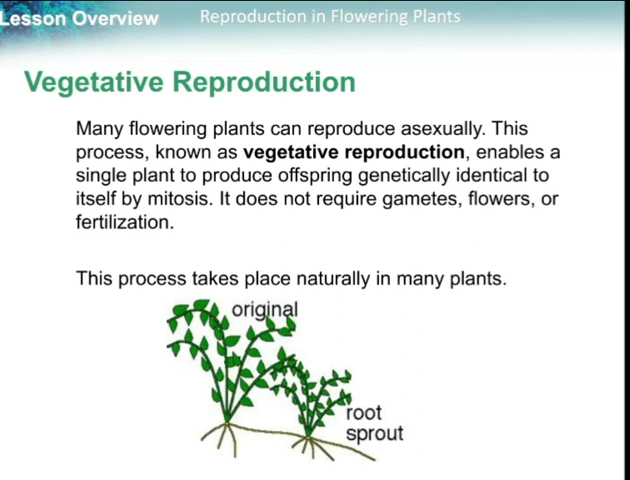 Lesson Overview
Reproduction in Flowering Plants
Vegetative Reproduction
Many flowering plants can reproduce asexually. This
process, known as vegetative reproduction, enables a
single plant to produce offspring genetically identical to
itself by mitosis. It does not require gametes, flowers, or
fertilization.
This process takes place naturally in many plants.
original
root
sprout